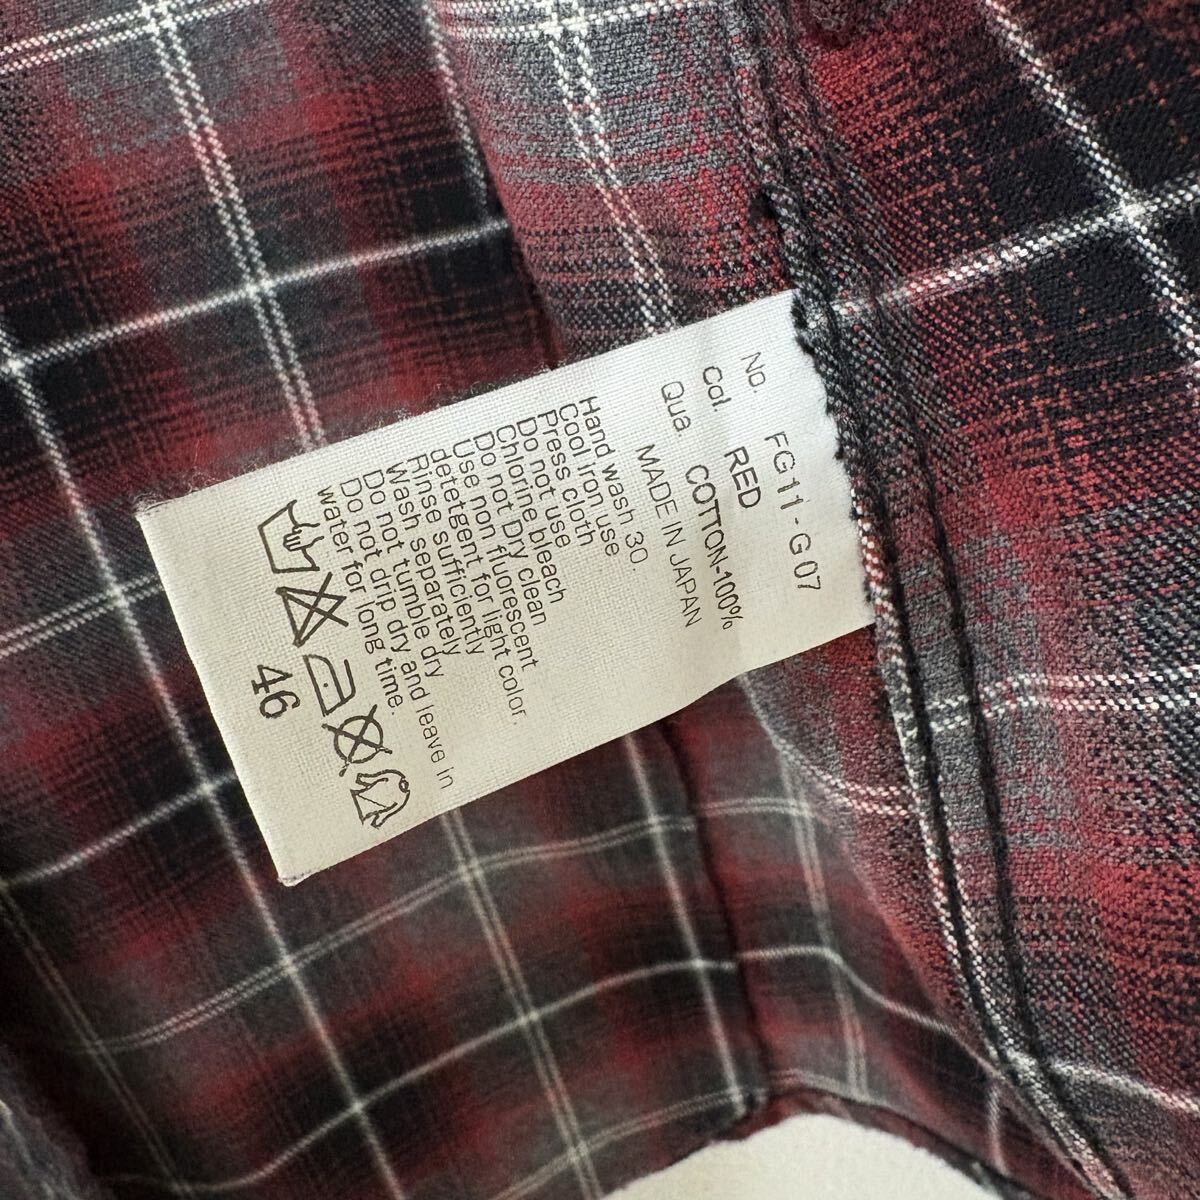 No. FG11-G07
Col. RED
Qua. COTTON-100%
MADE IN JAPAN
Hand wash 30.
Cool iron use
Press cloth
Do not use
Chlorine bleach
Do not Dry clean
Use non fluorescent
detetgent for light color.
Rinse sufficiently
Wash separately
Do not tumble dry
Do not drip dry and leave in
water for long time.
46